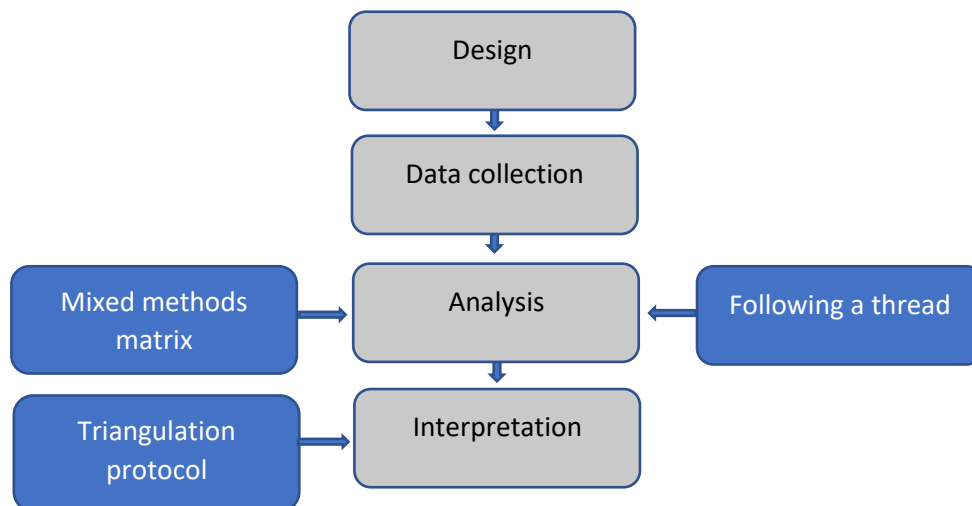 Design
Data collection
Mixed methods
matrix
Analysis
Following a thread
Triangulation
protocol
Interpretation